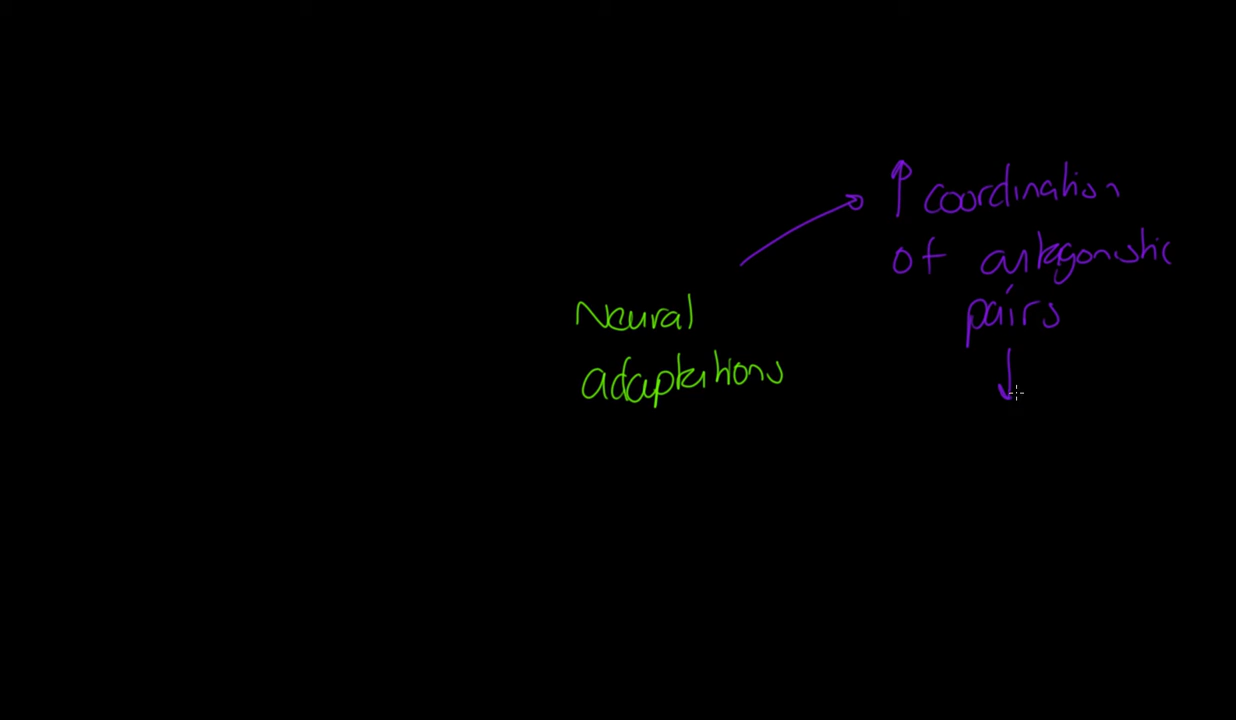 ↑ coordination
of antagonistic
pairs
Neural
adaptations